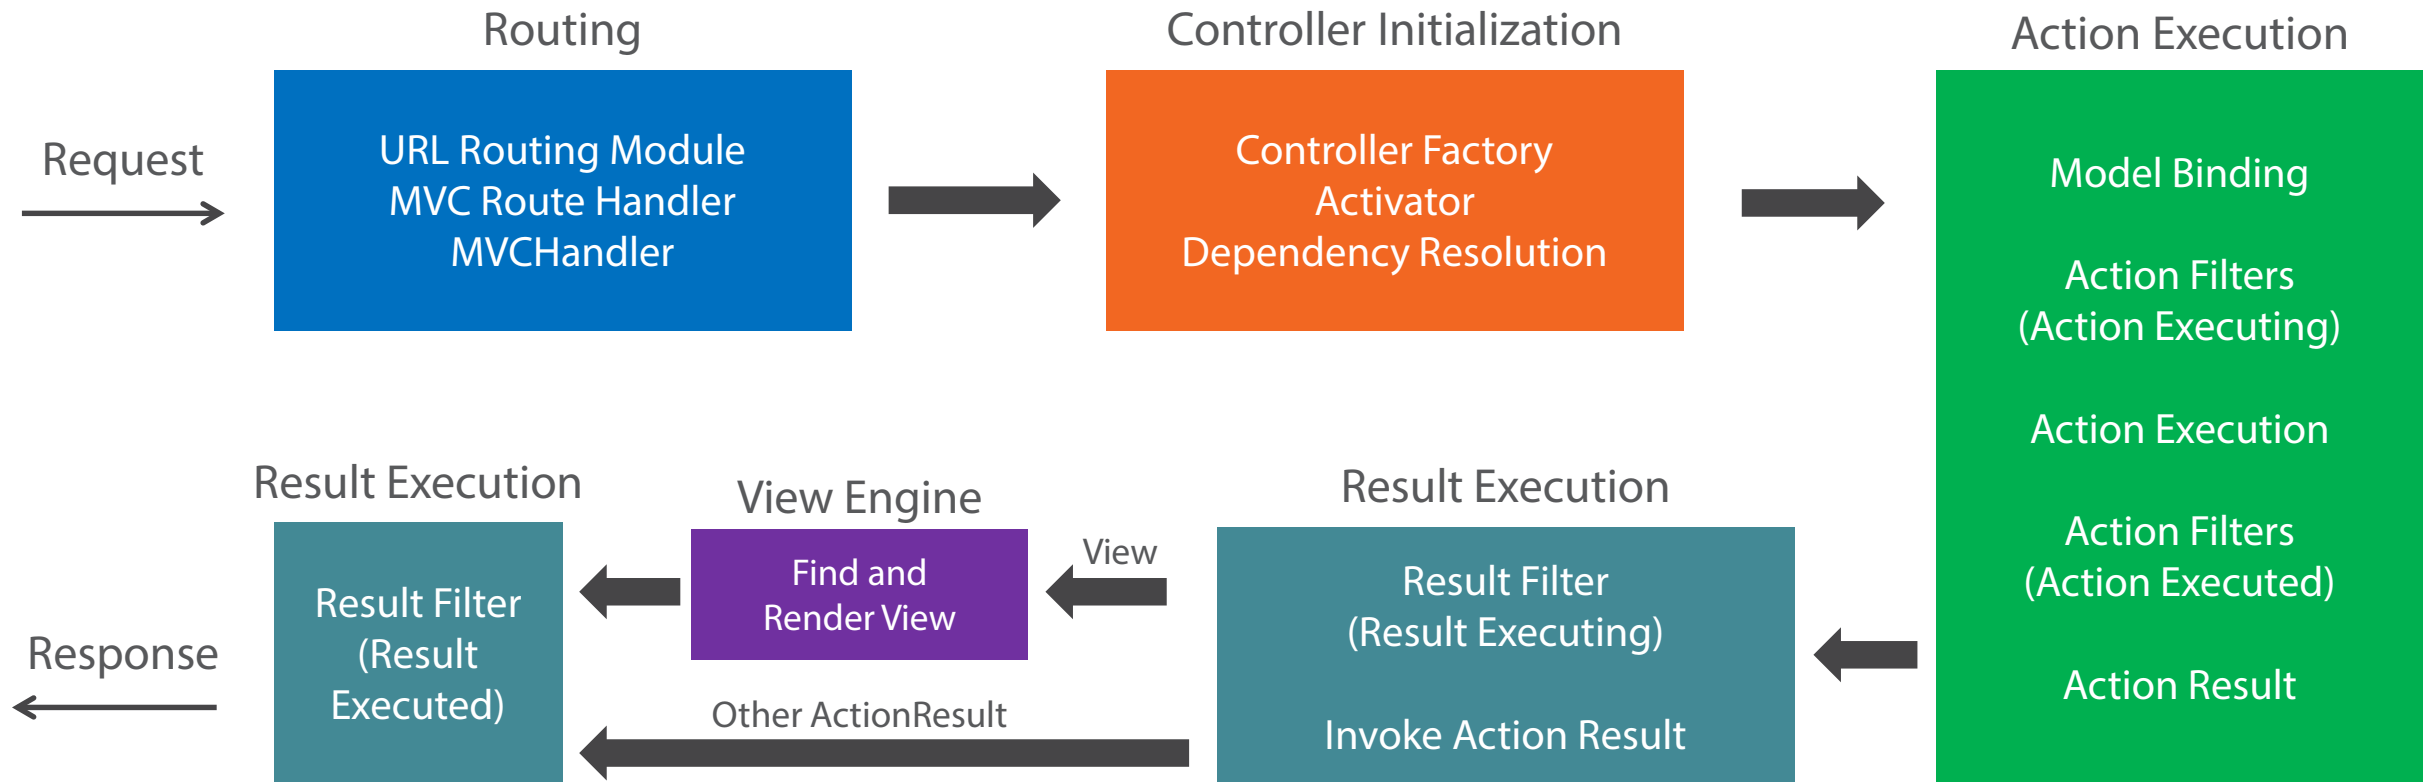 Routing
Controller Initialization
Action Execution
Request
URL Routing Module
MVC Route Handler
MVCHandler
Controller Factory
Activator
Dependency Resolution
Model Binding
Action Filters
(Action Executing)
Action Execution
Action Filters
(Action Executed)
Action Result
Result Execution
Result Filter
(Result Executing)
Invoke Action Result
View
View Engine
Find and
Render View
Other ActionResult
Result Execution
Result Filter
(Result
Executed)
Response